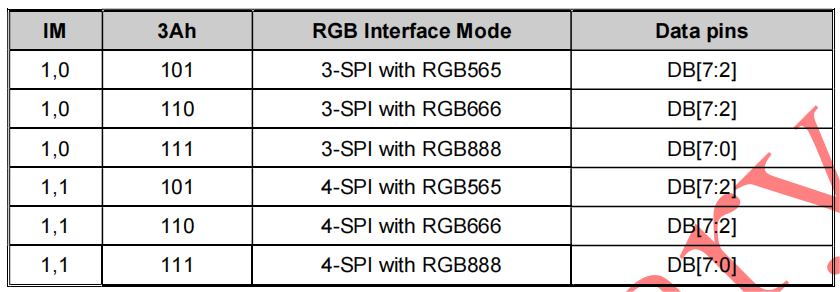 IM 3Ah RGB Interface Mode Data pins
1,0 101 3-SPI with RGB565 DB[7:2]
1,0 110 3-SPI with RGB666 DB[7:2]
1,0 111 3-SPI with RGB888 DB[7:0]
1,1 101 4-SPI with RGB565 DB[7:2]
1,1 110 4-SPI with RGB666 DB[7:2]
1,1 111 4-SPI with RGB888 DB[7:0]